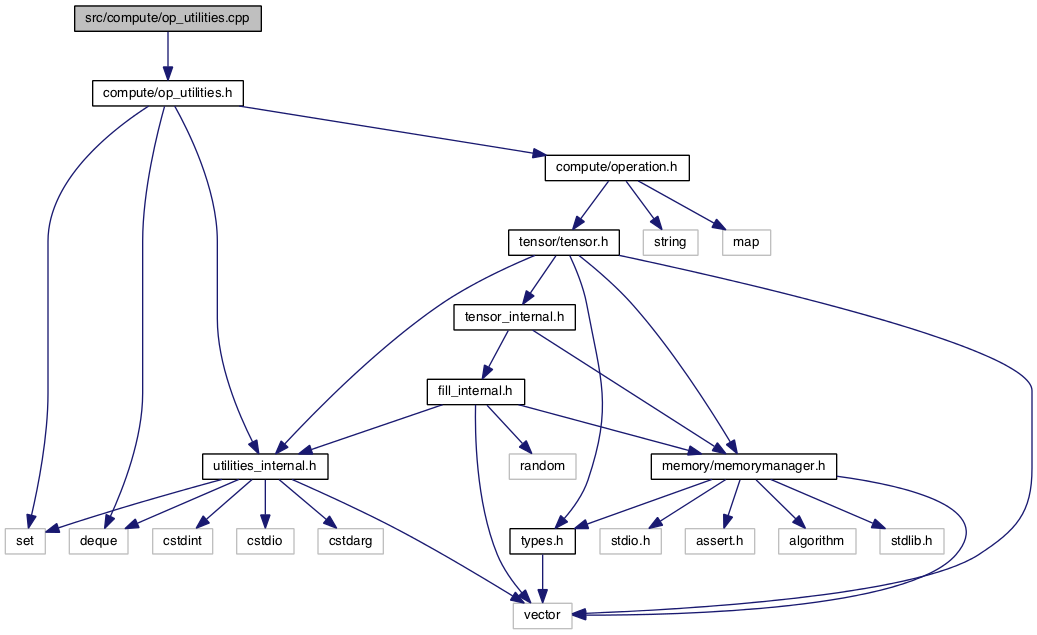 src/compute/op_utilities.cpp
compute/op_utilities.h
compute/operation.h
tensor/tensor.h
string
map
tensor_internal.h
fill_internal.h
utilities_internal.h
random
memory/memorymanager.h
set
deque
cstdint
cstdio
cstdarg
types.h
stdio.h
assert.h
algorithm
stdlib.h
vector